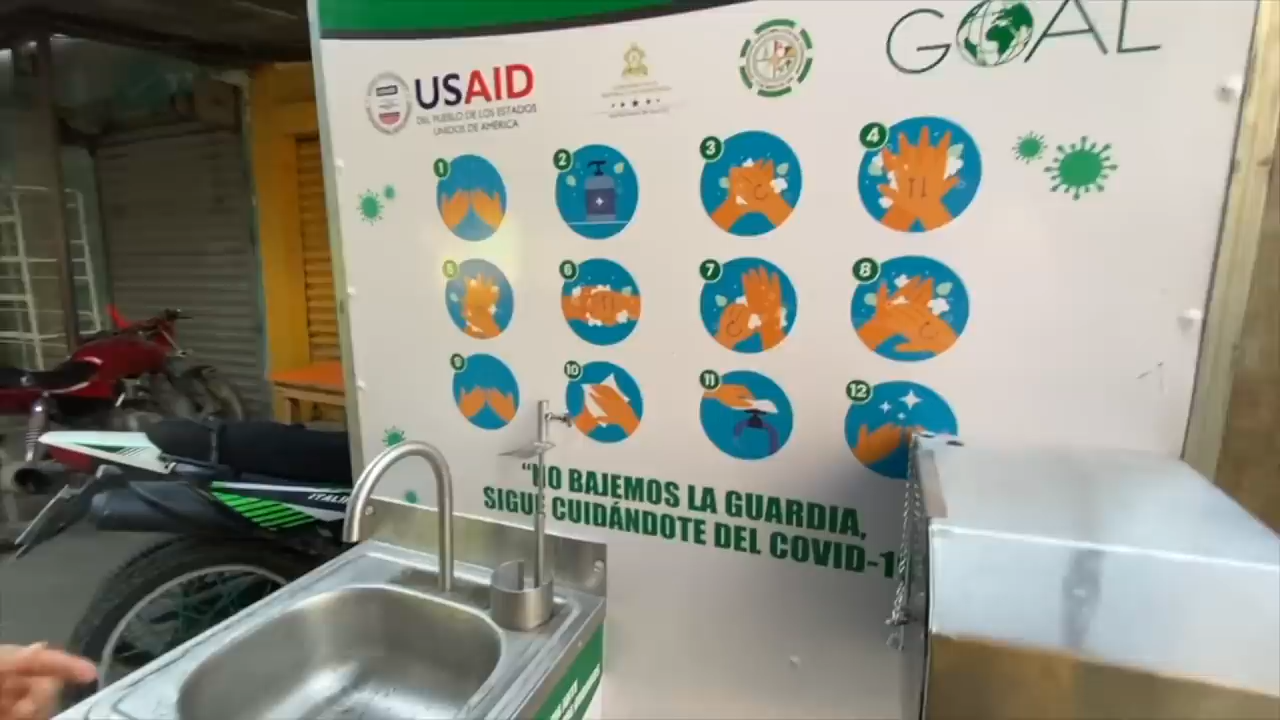 GOAL
USAID
DEL PUEBLO DE LOS ESTADOS
UNIDOS DE AMÉRICA
1
2
3
4
5
6
7
8
9
10
11
12
"NO BAJEMOS LA GUARDIA,
SIGUE CUIDÁNDOTE DEL COVID-1
ITALIKA